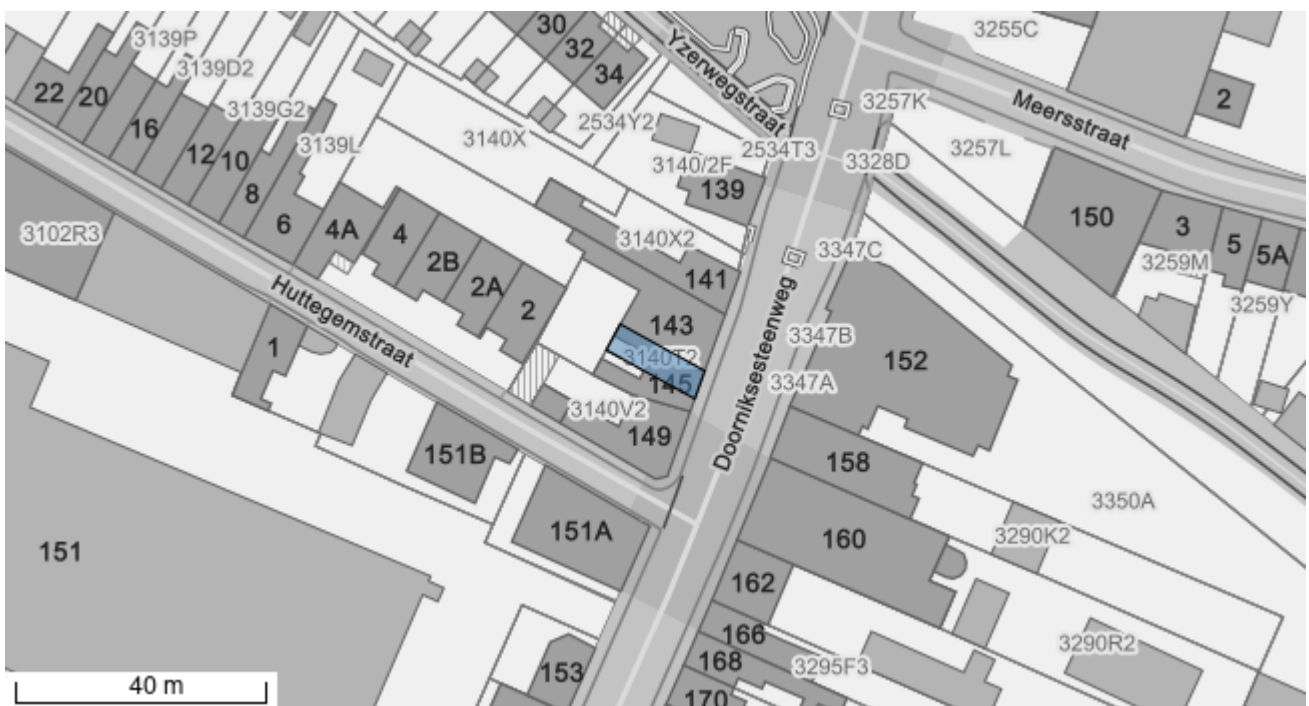 30
32
34
3139P
22
20
3139D2
16
3139G2
12
10
8
6
3139L
3140X
2534Y2
Yzerwegstraat
2534T3
3140/2F
139
3255C
2
Meersstraat
3257K
3257L
3328D
150
3
5
5A
3259M
3259Y
3102R3
4A
4
2B
2A
2
Huttegemstraat
1
3140X2
141
143
3140T2
145
3140V2
149
3347C
3347B
3347A
Doorniksesteenweg
152
151B
151A
151
158
160
3350A
3290K2
162
166
168
170
3295F3
3290R2
153
40 m